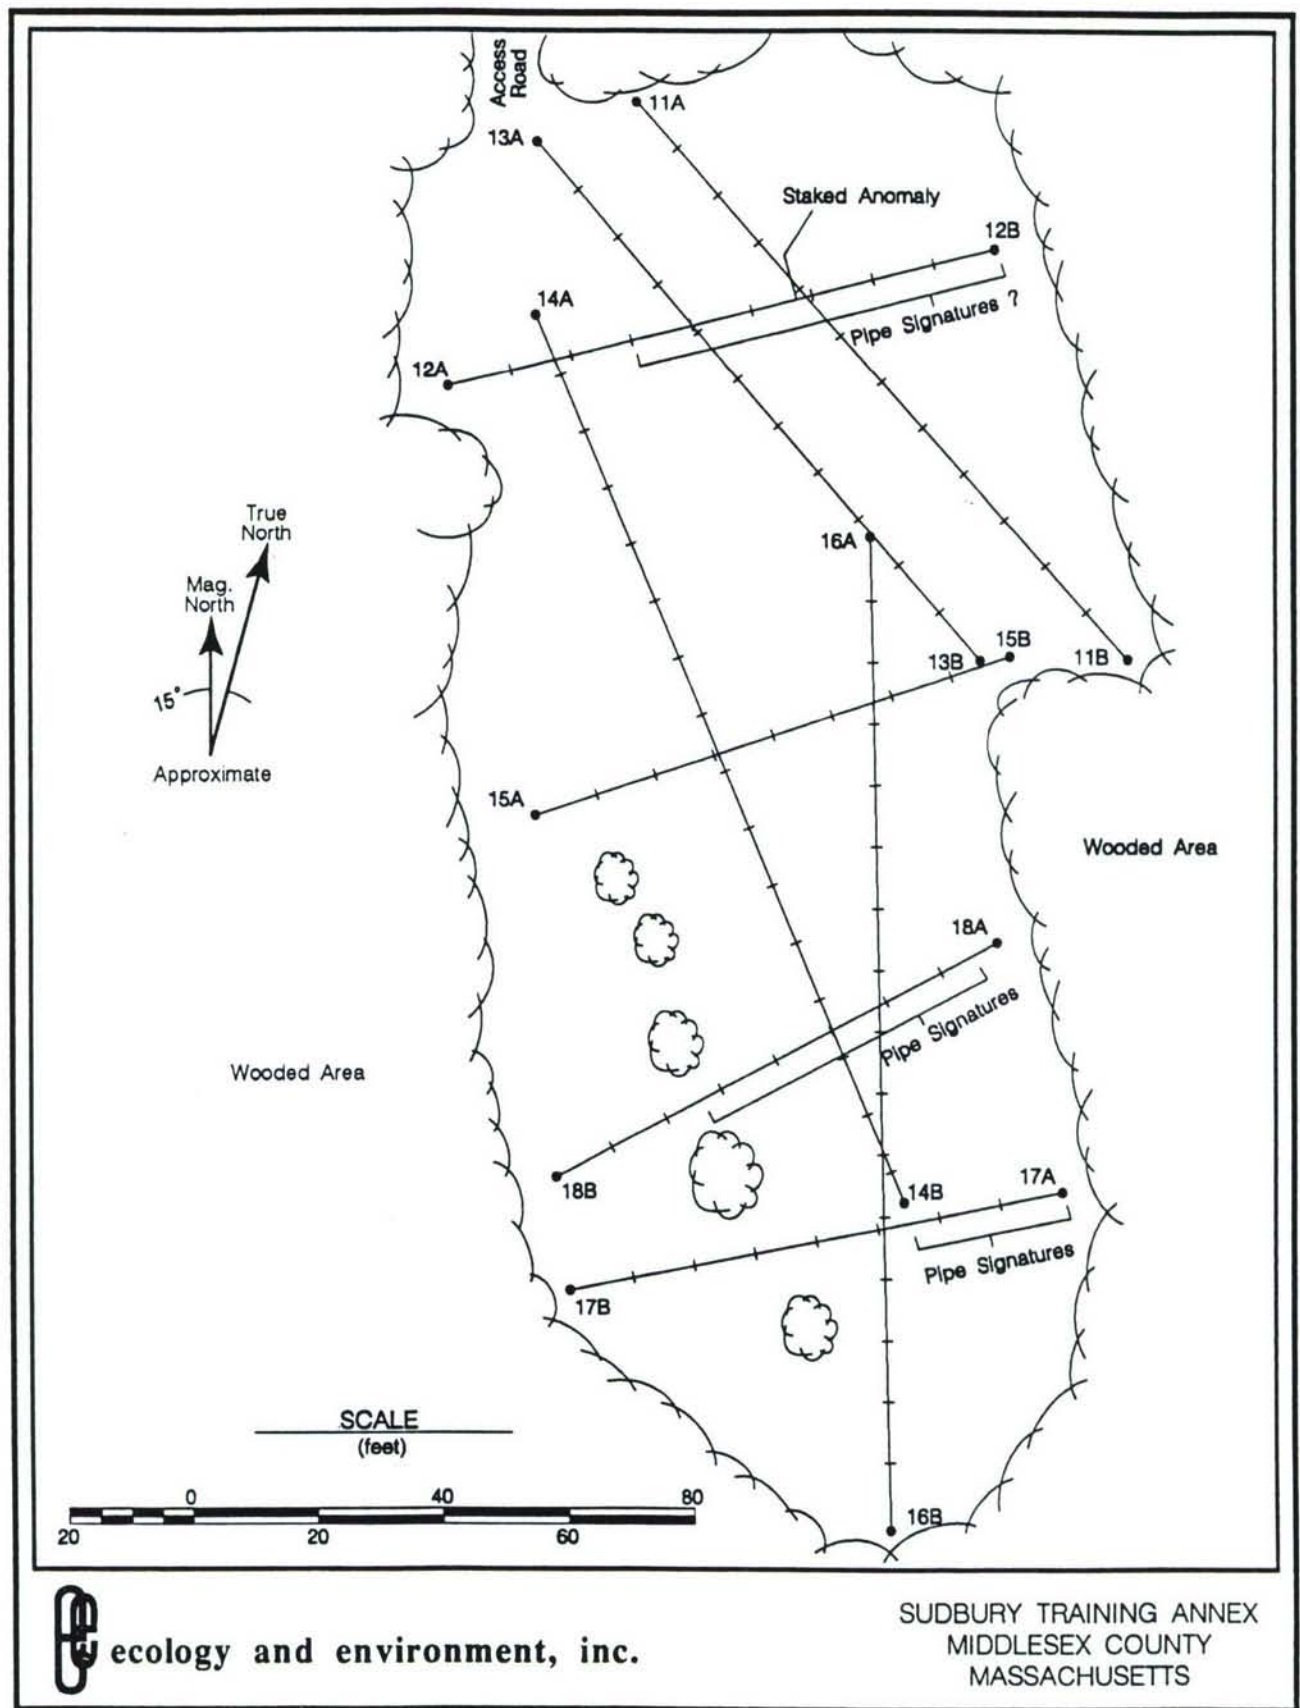 Access
Road
11A
13A
Staked Anomaly
12B
14A
Pipe Signatures ?
12A
True
North
Mag.
North
16A
15B
13B
11B
15°
Approximate
15A
Wooded Area
18A
Pipe Signatures
Wooded Area
18B
14B
17A
Pipe Signatures
17B
SCALE
(feet)
0 40 80
20 20 60
16B
ecology and environment, inc.
SUDBURY TRAINING ANNEX
MIDDLESEX COUNTY
MASSACHUSETTS